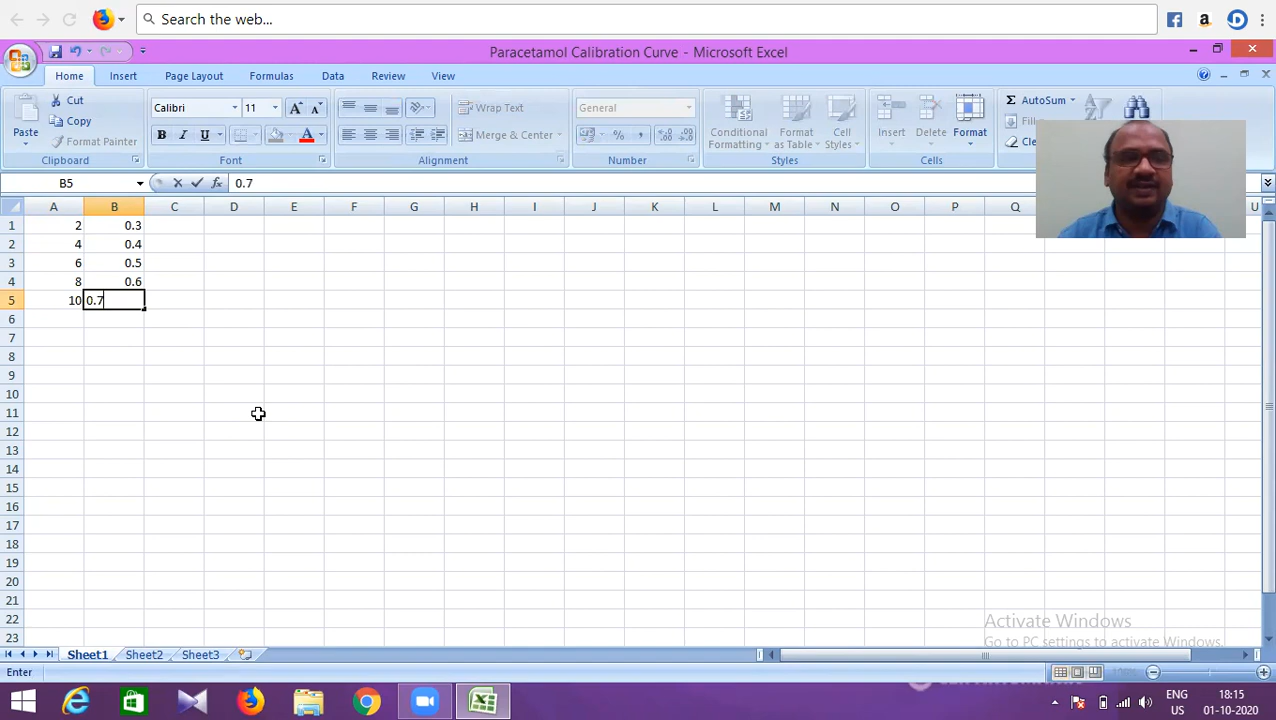 Search the web...
Paracetamol Calibration Curve - Microsoft Excel
Home Insert Page Layout Formulas Data Review View
Paste Cut Copy Format Painter Clipboard
Calibri 11 B I U A A A Font
Wrap Text Merge & Center Alignment
General % , Number
Conditional Formatting Format as Table Cell Styles Styles
Insert Delete Format Cells
Σ AutoSum Fill Cle
B5 fx 0.7
A B C D E F G H I J K L M N O P Q U
1 2 0.3
2 4 0.4
3 6 0.5
4 8 0.6
5 10 0.7
6
7
8
9
10
11
12
13
14
15
16
17
18
19
20
21
22
23
Activate Windows
Go to PC settings to activate Windows.
Sheet1 Sheet2 Sheet3
Enter
ENG US
18:15
01-10-2020